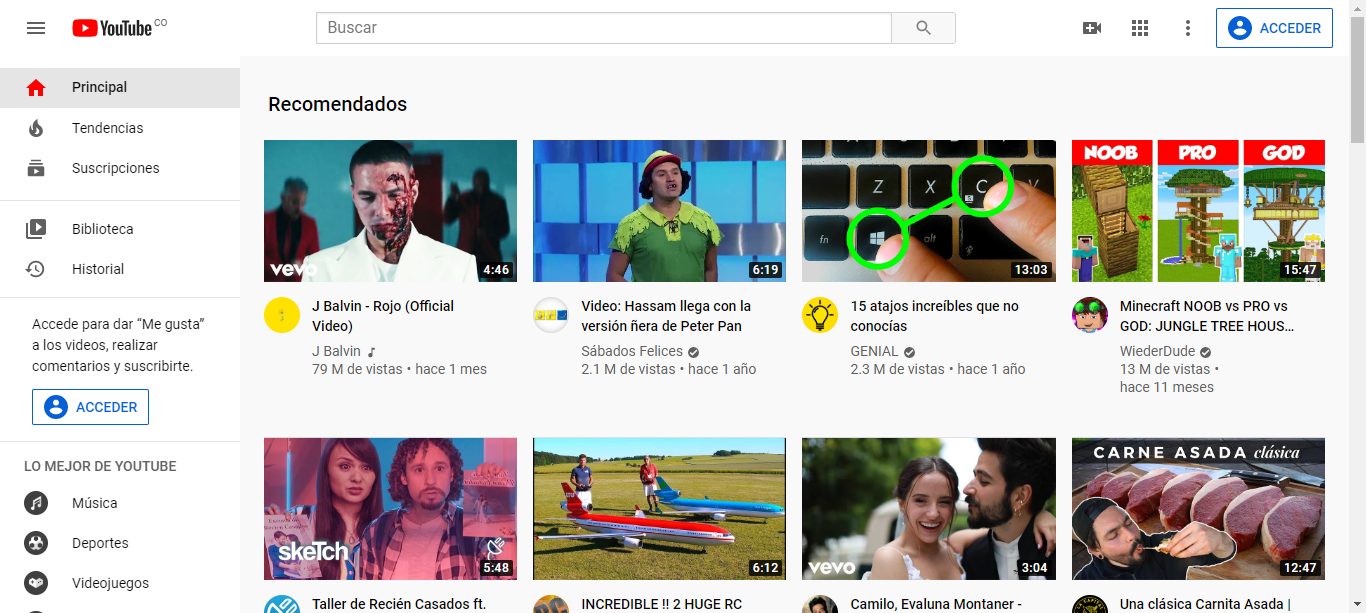 YouTube CO
Buscar
ACCEDER
Principal
Tendencias
Suscripciones
Biblioteca
Historial
Accede para dar “Me gusta”
a los videos, realizar
comentarios y suscribirte.
ACCEDER
LO MEJOR DE YOUTUBE
Música
Deportes
Videojuegos
Recomendados
vevo
4:46
J Balvin - Rojo (Official
Video)
J Balvin
79 M de vistas • hace 1 mes
6:19
Video: Hassam llega con la
versión ñera de Peter Pan
Sábados Felices
2.1 M de vistas • hace 1 año
Z X C V
fn alt
13:03
15 atajos increíbles que no
conocías
GENIAL
2.3 M de vistas • hace 1 año
NOOB PRO GOD
15:47
Minecraft NOOB vs PRO vs
GOD: JUNGLE TREE HOUS...
WiederDude
13 M de vistas •
hace 11 meses
skeTch
5:48
Taller de Recién Casados ft.
6:12
INCREDIBLE !! 2 HUGE RC
vevo
3:04
Camilo, Evaluna Montaner -
CARNE ASADA clásica
12:47
Una clásica Carnita Asada |